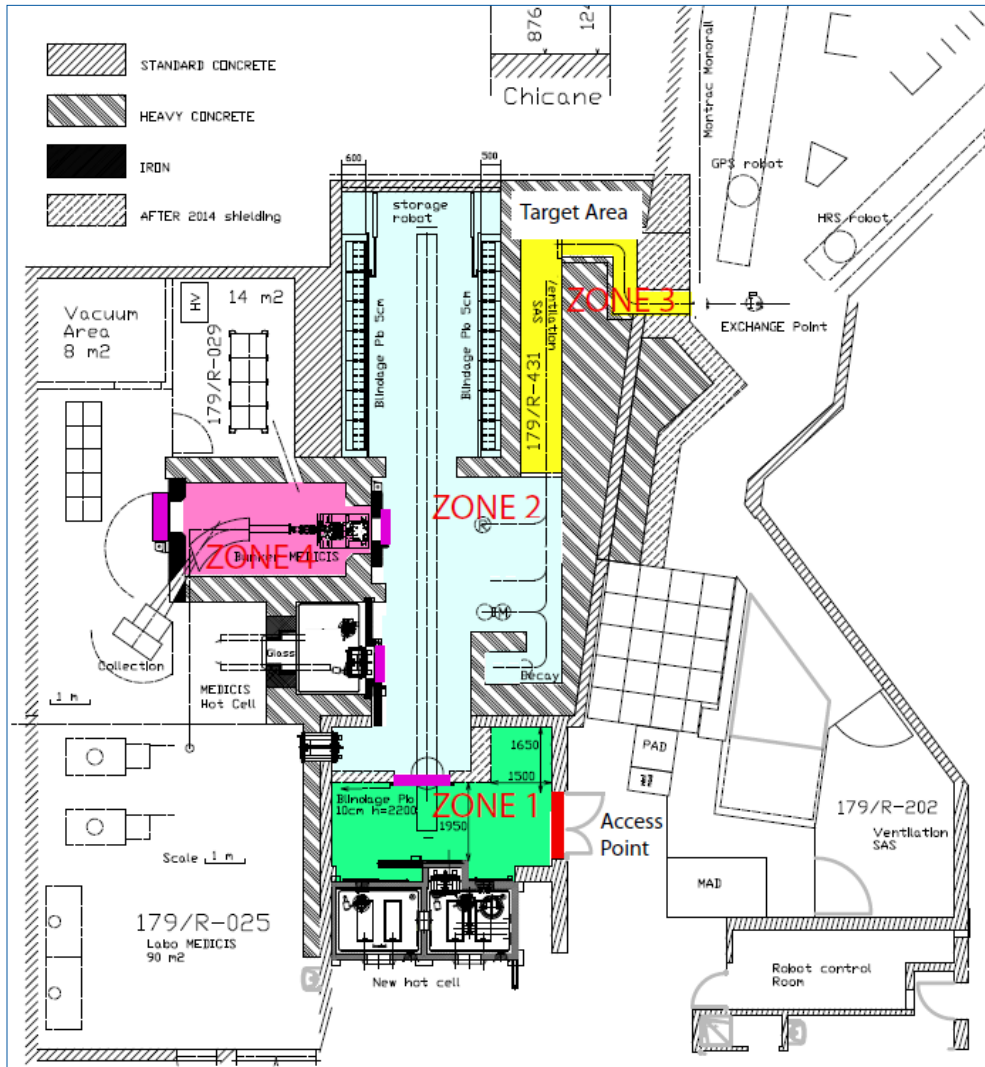 876
124
Chicane
Montrac Monorail
STANDARD CONCRETE
HEAVY CONCRETE
IRON
AFTER 2014 shielding
GPS robot
HRS robot
600
500
storage
robot
Target Area
Blindage Pb 5cm
Blindage Pb 5cm
SAS
/entilation
179/R-431
ZONE 3
EXCHANGE Point
Vacuum
Area
8 m2
HV
14 m2
179/R-029
ZONE 2
R
ZONE 4
Bunker MEDICIS
M
Collection
Glass
Decay
1 m
MEDICIS
Hot Cell
1650
1500
PAD
Blindage Pb
10cm h=2200
ZONE 1
1950
Access
Point
179/R-202
Ventilation
SAS
Scale 1 m
MAD
179/R-025
Labo MEDICIS
90 m2
New hot cell
Robot control
Room